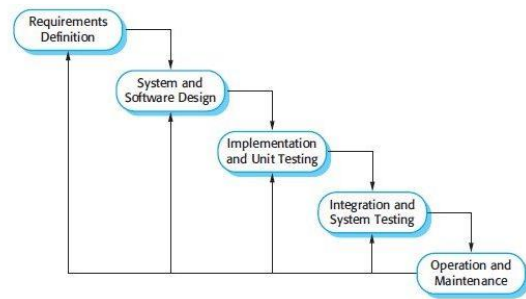 Requirements
Definition
System and
Software Design
Implementation
and Unit Testing
Integration and
System Testing
Operation and
Maintenance